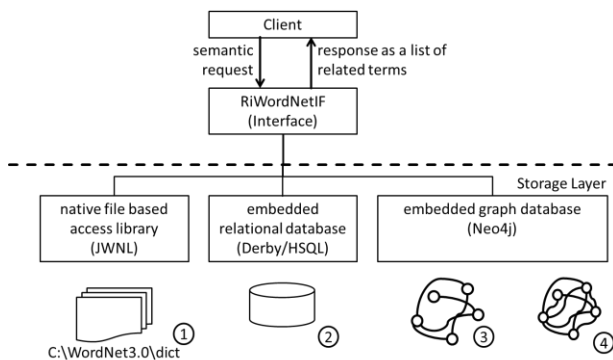 Client
semantic
request
response as a list of
related terms
RiWordNetIF
(Interface)
Storage Layer
native file based
access library
(JWNL)
embedded
relational database
(Derby/HSQL)
embedded graph database
(Neo4j)
1
2
3
4
C:\WordNet3.0\dict